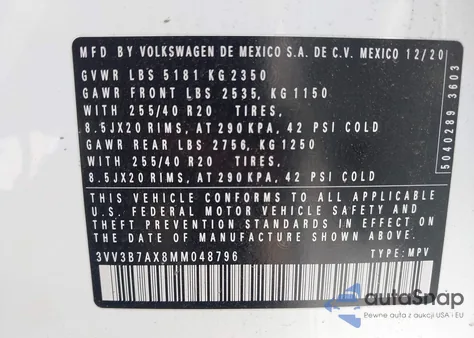 MFD BY VOLKSWAGEN DE MEXICO S.A. DE C.V. MEXICO 12/20
GVWR LBS 5181 KG 2350
GAWR FRONT LBS 2535, KG 1150
WITH 255/40 R20 TIRES,
8.5JX20 RIMS, AT 290 KPA, 42 PSI COLD
GAWR REAR LBS 2756, KG 1250
WITH 255/40 R20 TIRES,
8.5JX20 RIMS, AT 290 KPA, 42 PSI COLD
THIS VEHICLE CONFORMS TO ALL APPLICABLE
U.S. FEDERAL MOTOR VEHICLE SAFETY AND
THEFT PREVENTION STANDARDS IN EFFECT ON
THE DATE OF MANUFACTURE SHOWN ABOVE
3VV3B7AX8MM048796 TYPE: MPV
5040289 3603
autoSnap
Pewne auta z aukcji USA i EU